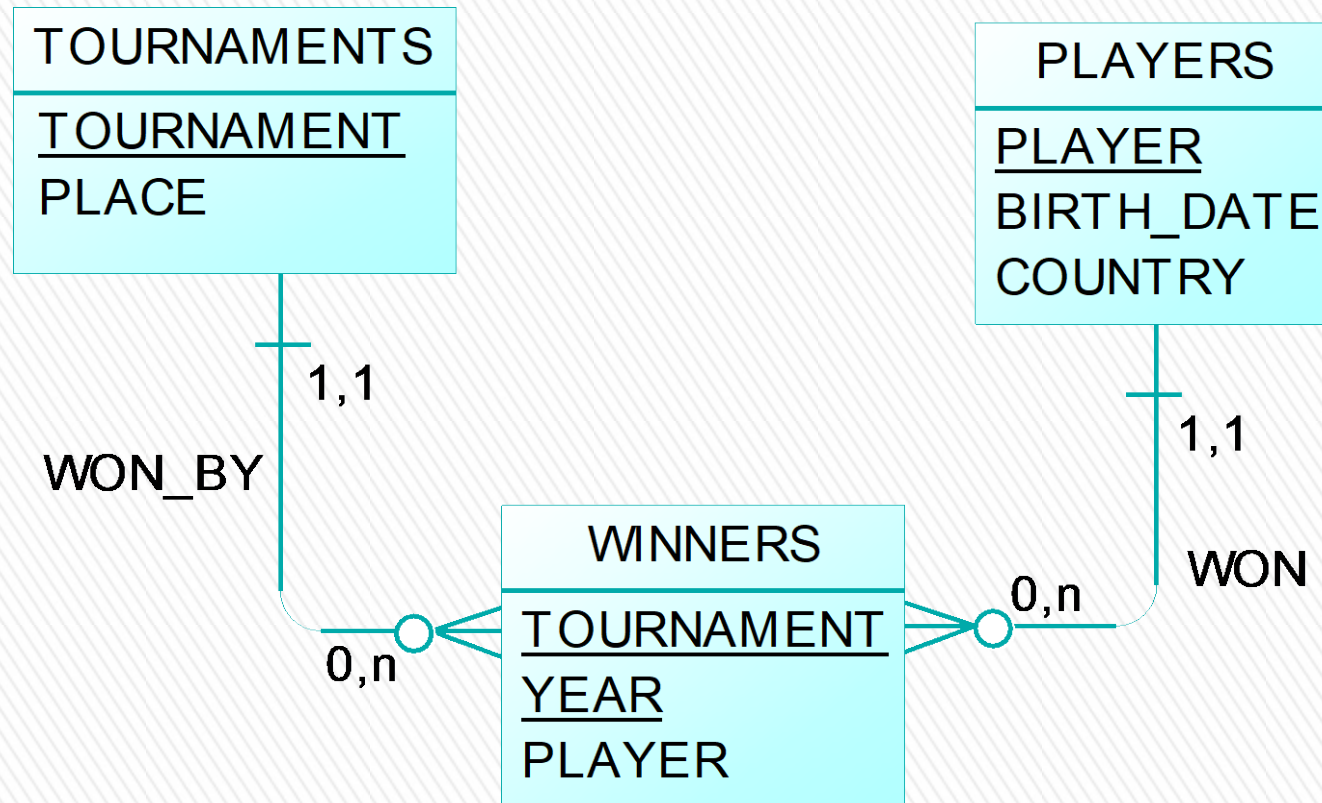 TOURNAMENTS
TOURNAMENT
PLACE
1,1
WON_BY
0,n
PLAYERS
PLAYER
BIRTH_DATE
COUNTRY
1,1
WON
0,n
WINNERS
TOURNAMENT
YEAR
PLAYER